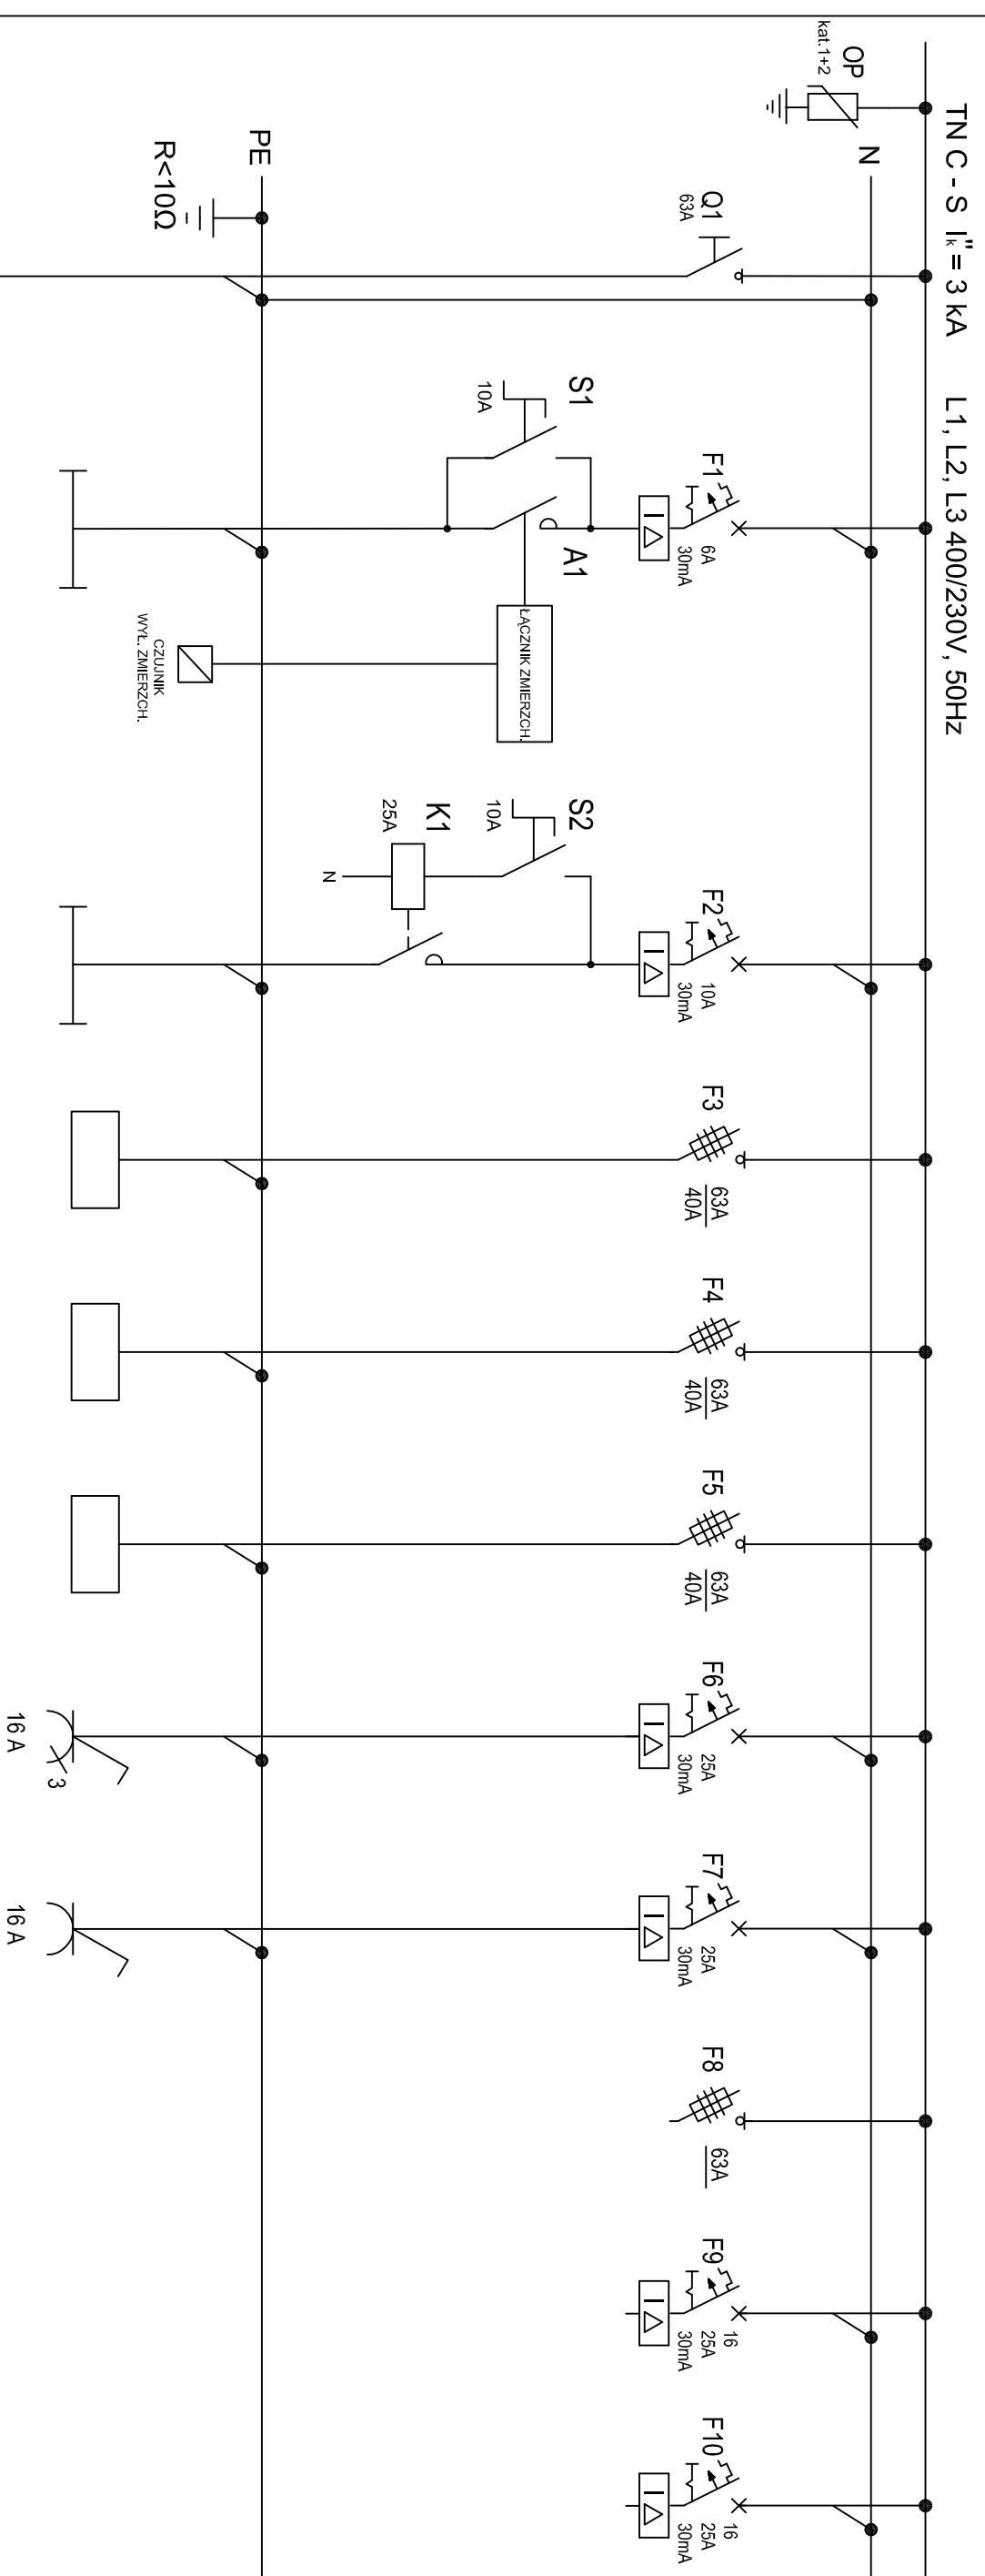 TN C - S I"k = 3 kA L1, L2, L3 400/230V, 50Hz
OP
kat.1+2
N
PE
R<10Ω
Q1
63A
F1
6A
30mA
S1
10A
A1
ŁĄCZNIK ZMIERZCH.
CZUJNIK
WYŁ. ZMIERZCH.
F2
10A
30mA
S2
10A
K1
25A
N
F3
63A
40A
F4
63A
40A
F5
63A
40A
F6
25A
30mA
3
16 A
F7
25A
30mA
16 A
F8
63A
F9
16
25A
30mA
F10
16
25A
30mA